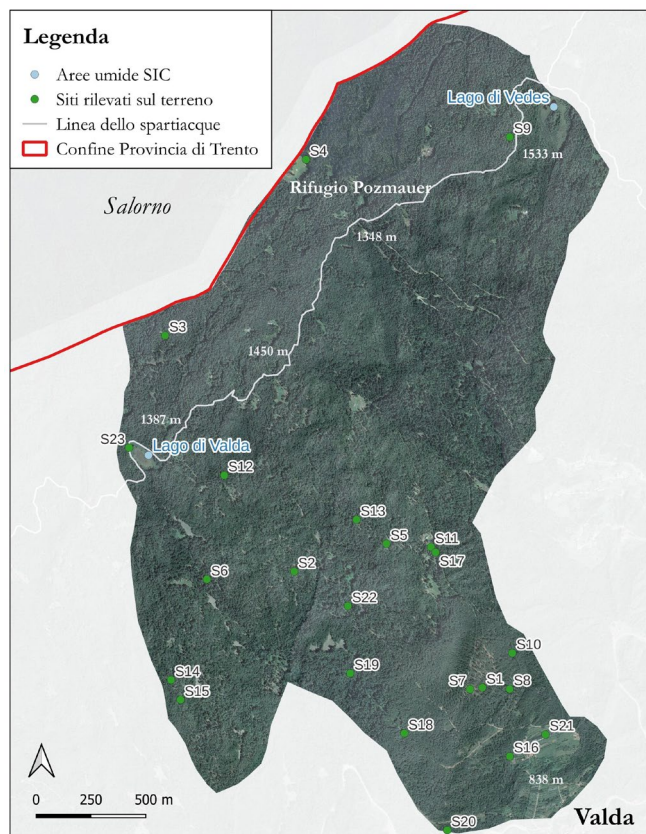 Legenda
Aree umide SIC
Siti rilevati sul terreno
Linea dello spartiacque
Confine Provincia di Trento
Lago di Vedes
S9
1533 m
S4
Rifugio Pozmauer
Salorno
1348 m
S3
1450 m
1387 m
S23
Lago di Valda
S12
S13
S5
S11
S17
S2
S6
S22
S10
S19
S14
S7
S1
S8
S15
S18
S21
S16
838 m
0 250 500 m
Valda
S20